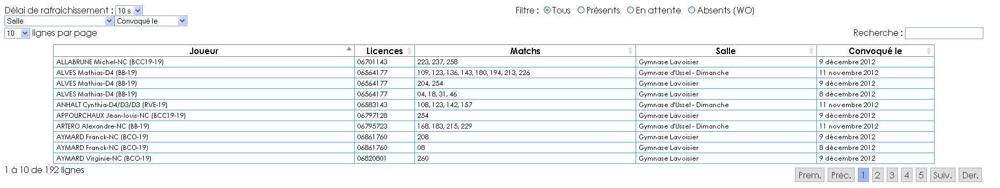 Délai de rafraichissement : 10 s Filtre : Tous Présents En attente Absents (WO)
Salle Convoqué le
10 lignes par page Recherche :
Joueur Licences Matchs Salle Convoqué le
ALLABRUNE Michel-NC (BCC19-19) 06701143 223, 237, 258 Gymnase Lavoisier 9 décembre 2012
ALVES Mathias-D4 (BB-19) 06564177 109, 123, 136, 143, 180, 194, 213, 226 Gymnase d'Ussel - Dimanche 11 novembre 2012
ALVES Mathias-D4 (BB-19) 06564177 204, 254 Gymnase Lavoisier 9 décembre 2012
ALVES Mathias-D4 (BB-19) 06564177 04, 18, 31, 46 Gymnase Lavoisier 8 décembre 2012
ANHALT Cynthia-D4/D3/D3 (RVE-19) 06583143 108, 123, 142, 157 Gymnase d'Ussel - Dimanche 11 novembre 2012
APPOURCHAUX Jean-louis-NC (BCC19-19) 06797128 254 Gymnase Lavoisier 9 décembre 2012
ARTERO Alexandre-NC (BB-19) 06795723 168, 183, 215, 229 Gymnase d'Ussel - Dimanche 11 novembre 2012
AYMARD Franck-NC (BCO-19) 06861760 208 Gymnase Lavoisier 9 décembre 2012
AYMARD Franck-NC (BCO-19) 06861760 08 Gymnase Lavoisier 8 décembre 2012
AYMARD Virginie-NC (BCO-19) 06820801 260 Gymnase Lavoisier 9 décembre 2012
1 à 10 de 192 lignes Prem. Préc. 1 2 3 4 5 Suiv. Der.